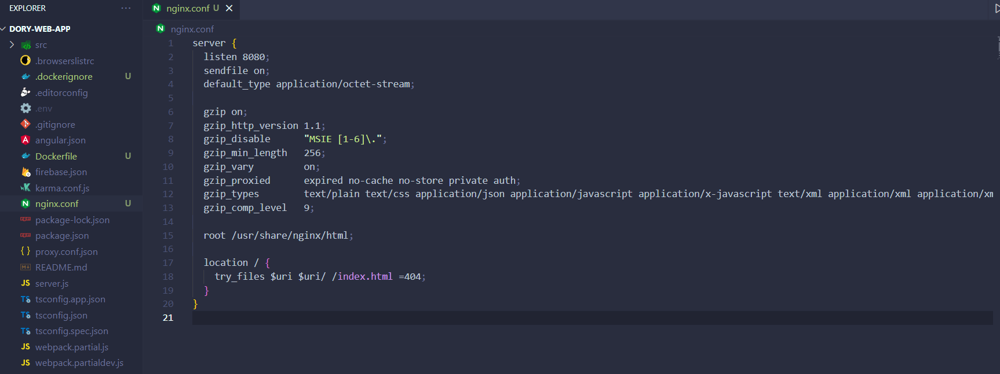 EXPLORER
DORY-WEB-APP
src
.browserslistrc
.dockerignore U
.editorconfig
.env
.gitignore
angular.json
Dockerfile U
firebase.json
karma.conf.js
nginx.conf U
package-lock.json
package.json
proxy.conf.json
README.md
server.js
tsconfig.app.json
tsconfig.json
tsconfig.spec.json
webpack.partial.js
webpack.partialdev.js
nginx.conf U
nginx.conf
1 server {
2 listen 8080;
3 sendfile on;
4 default_type application/octet-stream;
5
6 gzip on;
7 gzip_http_version 1.1;
8 gzip_disable "MSIE [1-6]\.";
9 gzip_min_length 256;
10 gzip_vary on;
11 gzip_proxied expired no-cache no-store private auth;
12 gzip_types text/plain text/css application/json application/javascript application/x-javascript text/xml application/xml application/xm
13 gzip_comp_level 9;
14
15 root /usr/share/nginx/html;
16
17 location / {
18 try_files $uri $uri/ /index.html =404;
19 }
20 }
21